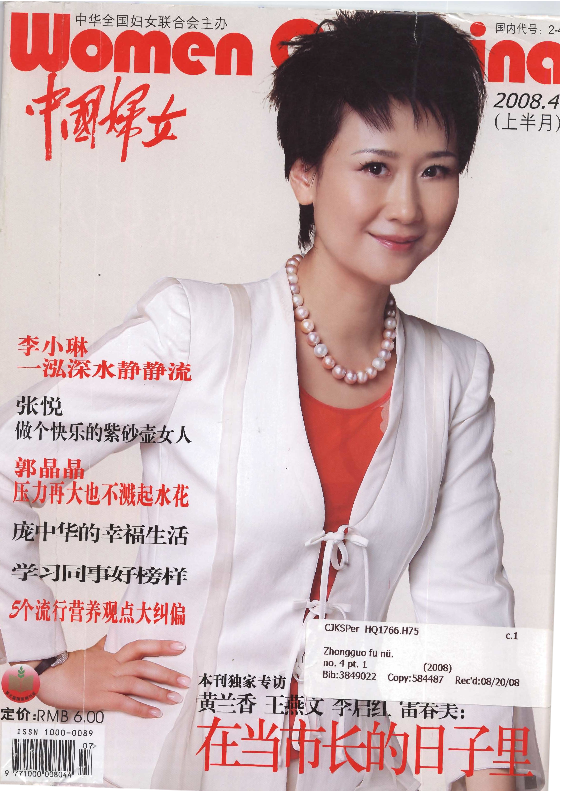 中华全国妇女联合会主办
国内代号：2-4
Women China
中國婦女
2008.4
(上半月)
李小琳
一泓深水静静流
张悦
做个快乐的紫砂壶女人
郭晶晶
压力再大也不溅起水花
庞中华的幸福生活
学习同事好榜样
5个流行营养观点大纠偏
CJKSPer HQ1766.H75 c.1
Zhongguo fu nü.
no. 4 pt. 1 (2008)
Bib:3849022 Copy:584487 Rec'd:08/20/08
本刊独家专访
黄兰香 王燕文 李启红 雷春美:
在当市长的日子里
定价:RMB 6.00
ISSN 1000-0089
07
9 771000 008044